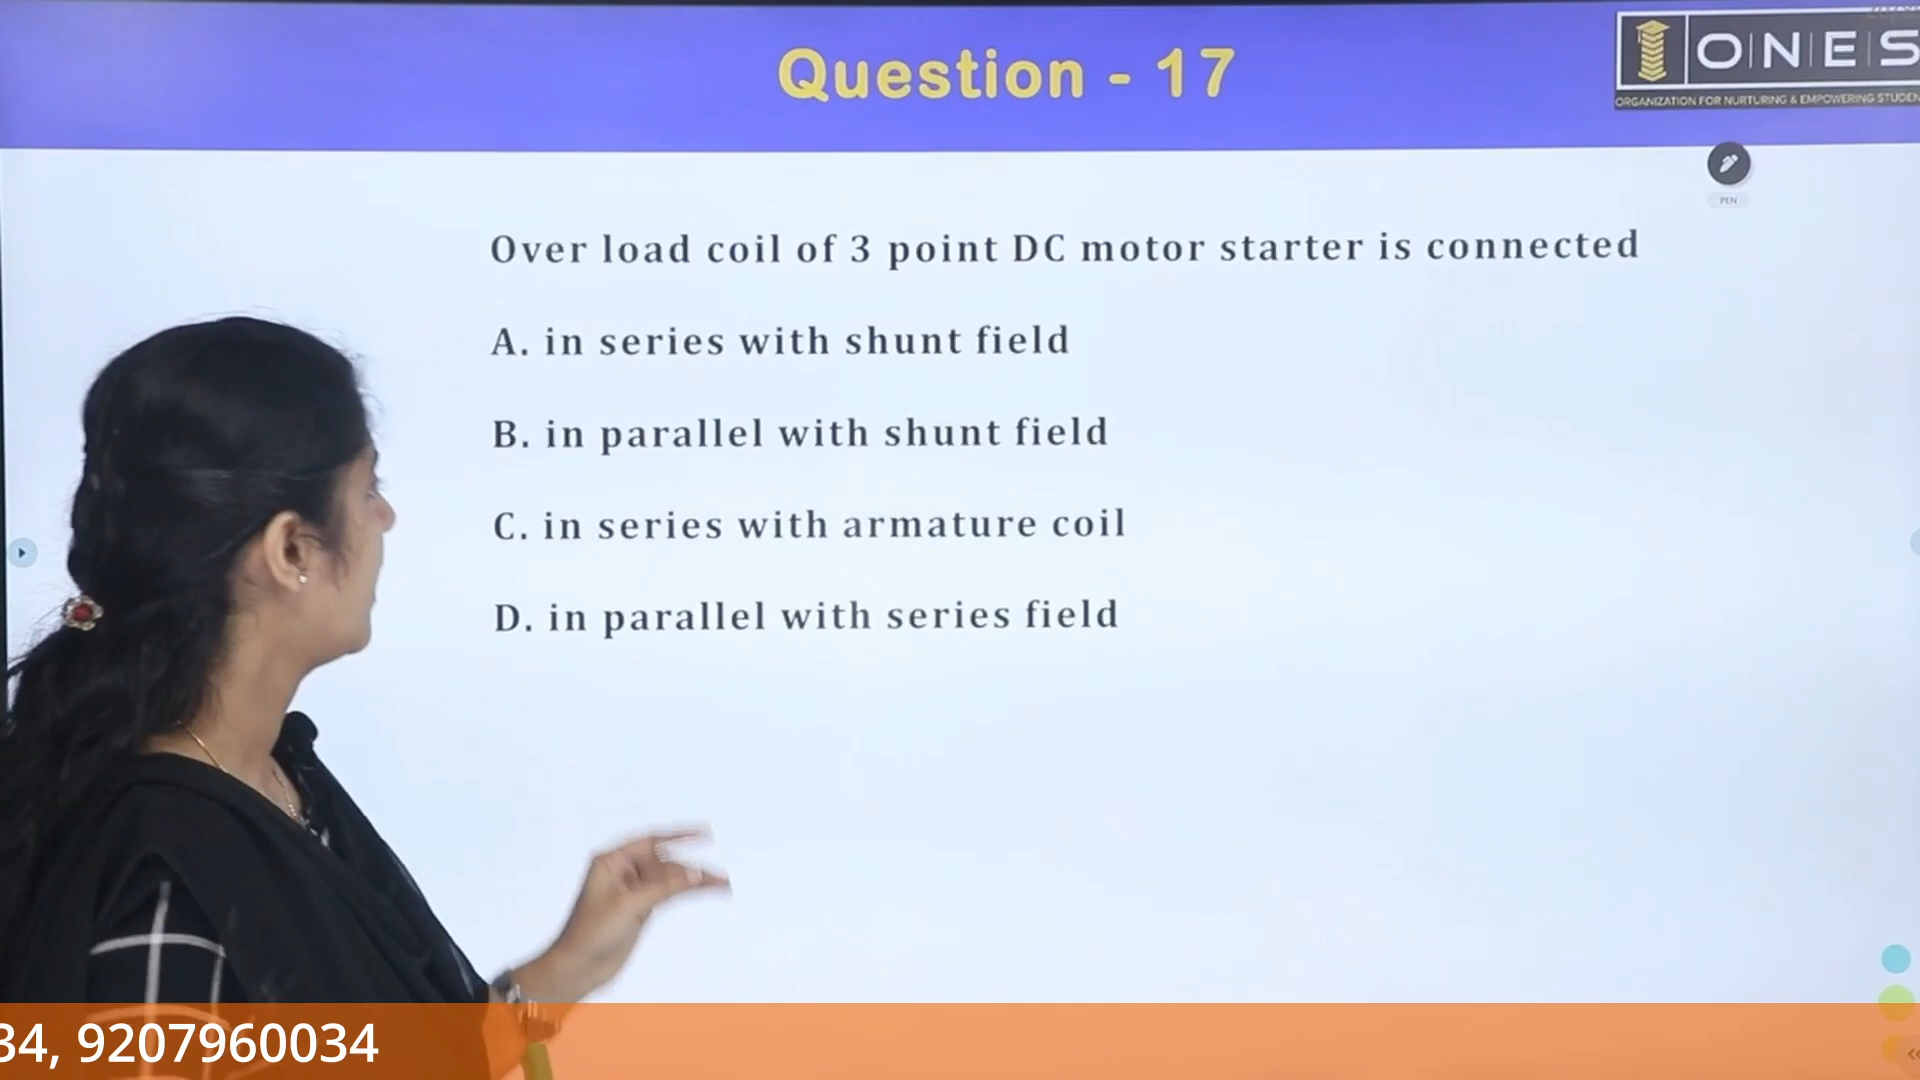 Question - 17
ONES
ORGANIZATION FOR NURTURING & EMPOWERING
PEN
Over load coil of 3 point DC motor starter is connected
A. in series with shunt field
B. in parallel with shunt field
C. in series with armature coil
D. in parallel with series field
34, 9207960034